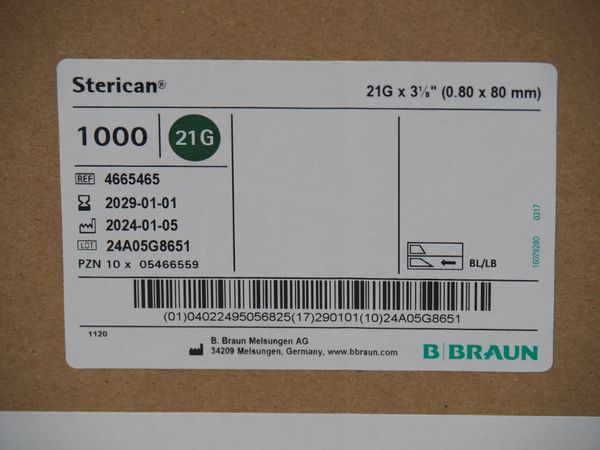 Sterican®
21G x 3⅛" (0.80 x 80 mm)
1000 21G
REF 4665465
2029-01-01
2024-01-05
LOT 24A05G8651
PZN 10 x 05466559
BL/LB
16079280 0317
(01)04022495056825(17)290101(10)24A05G8651
1120
B. Braun Melsungen AG
34209 Melsungen, Germany, www.bbraun.com
B|BRAUN